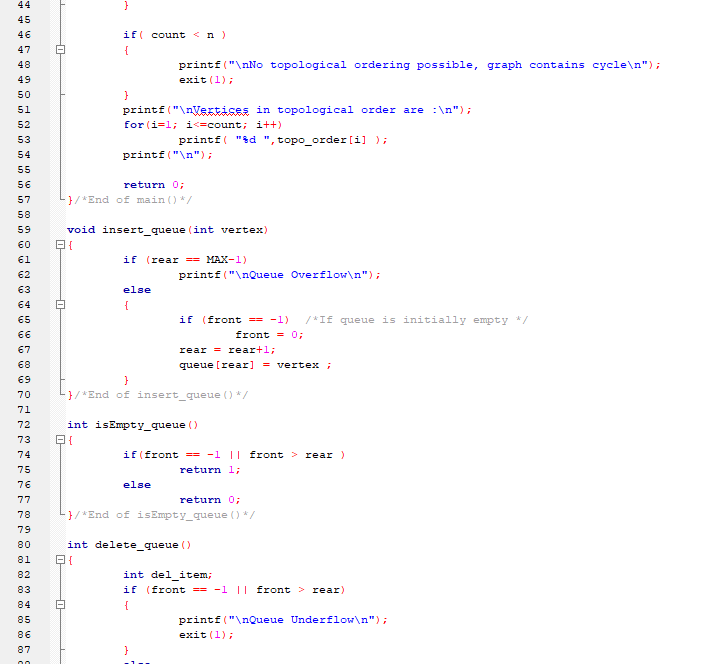 44 }
45
46 if( count < n )
47 {
48 printf("\nNo topological ordering possible, graph contains cycle\n");
49 exit(1);
50 }
51 printf("\nVertices in topological order are :\n");
52 for(i=1; i<=count; i++)
53 printf( "%d ",topo_order[i] );
54 printf("\n");
55
56 return 0;
57 }/*End of main()*/
58
59 void insert_queue(int vertex)
60 {
61 if (rear == MAX-1)
62 printf("\nQueue Overflow\n");
63 else
64 {
65 if (front == -1)  /*If queue is initially empty */
66 front = 0;
67 rear = rear+1;
68 queue[rear] = vertex ;
69 }
70 }/*End of insert_queue()*/
71
72 int isEmpty_queue()
73 {
74 if(front == -1 || front > rear )
75 return 1;
76 else
77 return 0;
78 }/*End of isEmpty_queue()*/
79
80 int delete_queue()
81 {
82 int del_item;
83 if (front == -1 || front > rear)
84 {
85 printf("\nQueue Underflow\n");
86 exit(1);
87 }